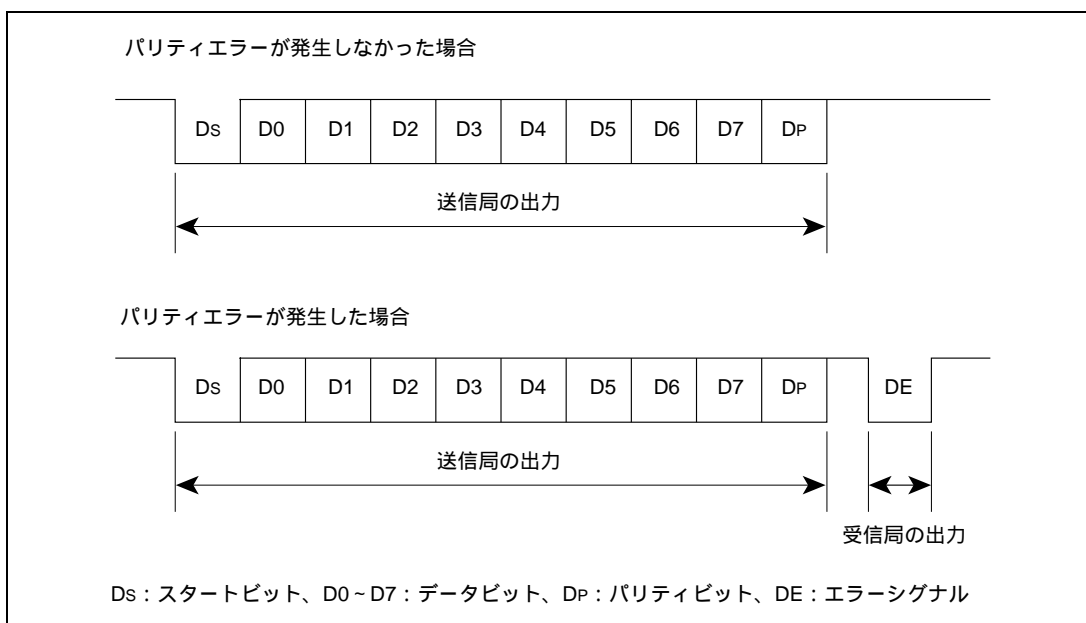 パリティエラーが発生しなかった場合
Ds D0 D1 D2 D3 D4 D5 D6 D7 DP
送信局の出力
パリティエラーが発生した場合
Ds D0 D1 D2 D3 D4 D5 D6 D7 DP DE
送信局の出力
受信局の出力
Ds:スタートビット、D0~D7:データビット、DP:パリティビット、DE:エラーシグナル